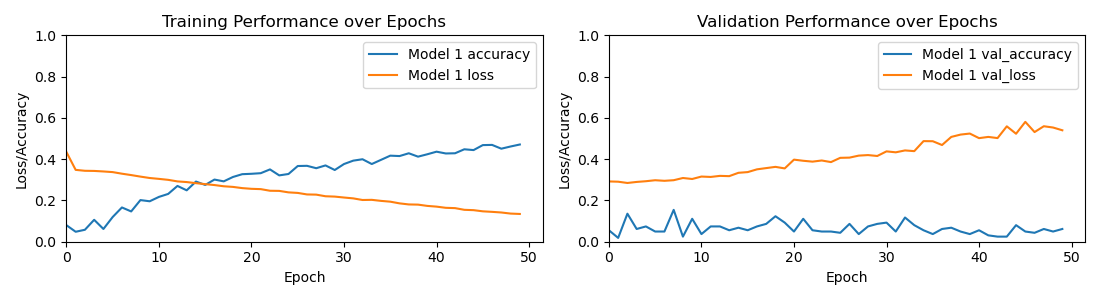 Training Performance over Epochs
1.0
0.8
0.6
0.4
0.2
0.0
Loss/Accuracy
Model 1 accuracy
Model 1 loss
0 10 20 30 40 50
Epoch
Validation Performance over Epochs
1.0
0.8
0.6
0.4
0.2
0.0
Loss/Accuracy
Model 1 val_accuracy
Model 1 val_loss
0 10 20 30 40 50
Epoch